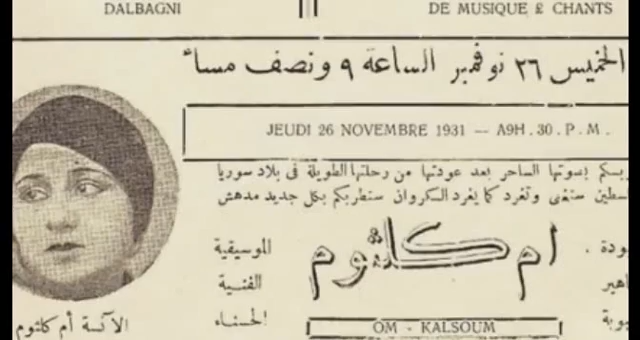 DALBAGNI
DE MUSIQUE & CHANTS
الخميس ٢٦ نوفمبر الساعة ٩ ونصف مساءً
JEUDI 26 NOVEMBRE 1931 — A9H.30.P.M.
بصوتها الساحر بعد عودتها من رحلتها الطويلة في بلاد سوريا
ستغنى وتغرد كما يغرد الكروان ستطربكم بكل جديد مدهش
الموسيقية
ام كلثوم
الفنية
الحسناء
OM - KALSOUM
الآنسة أم كلثوم